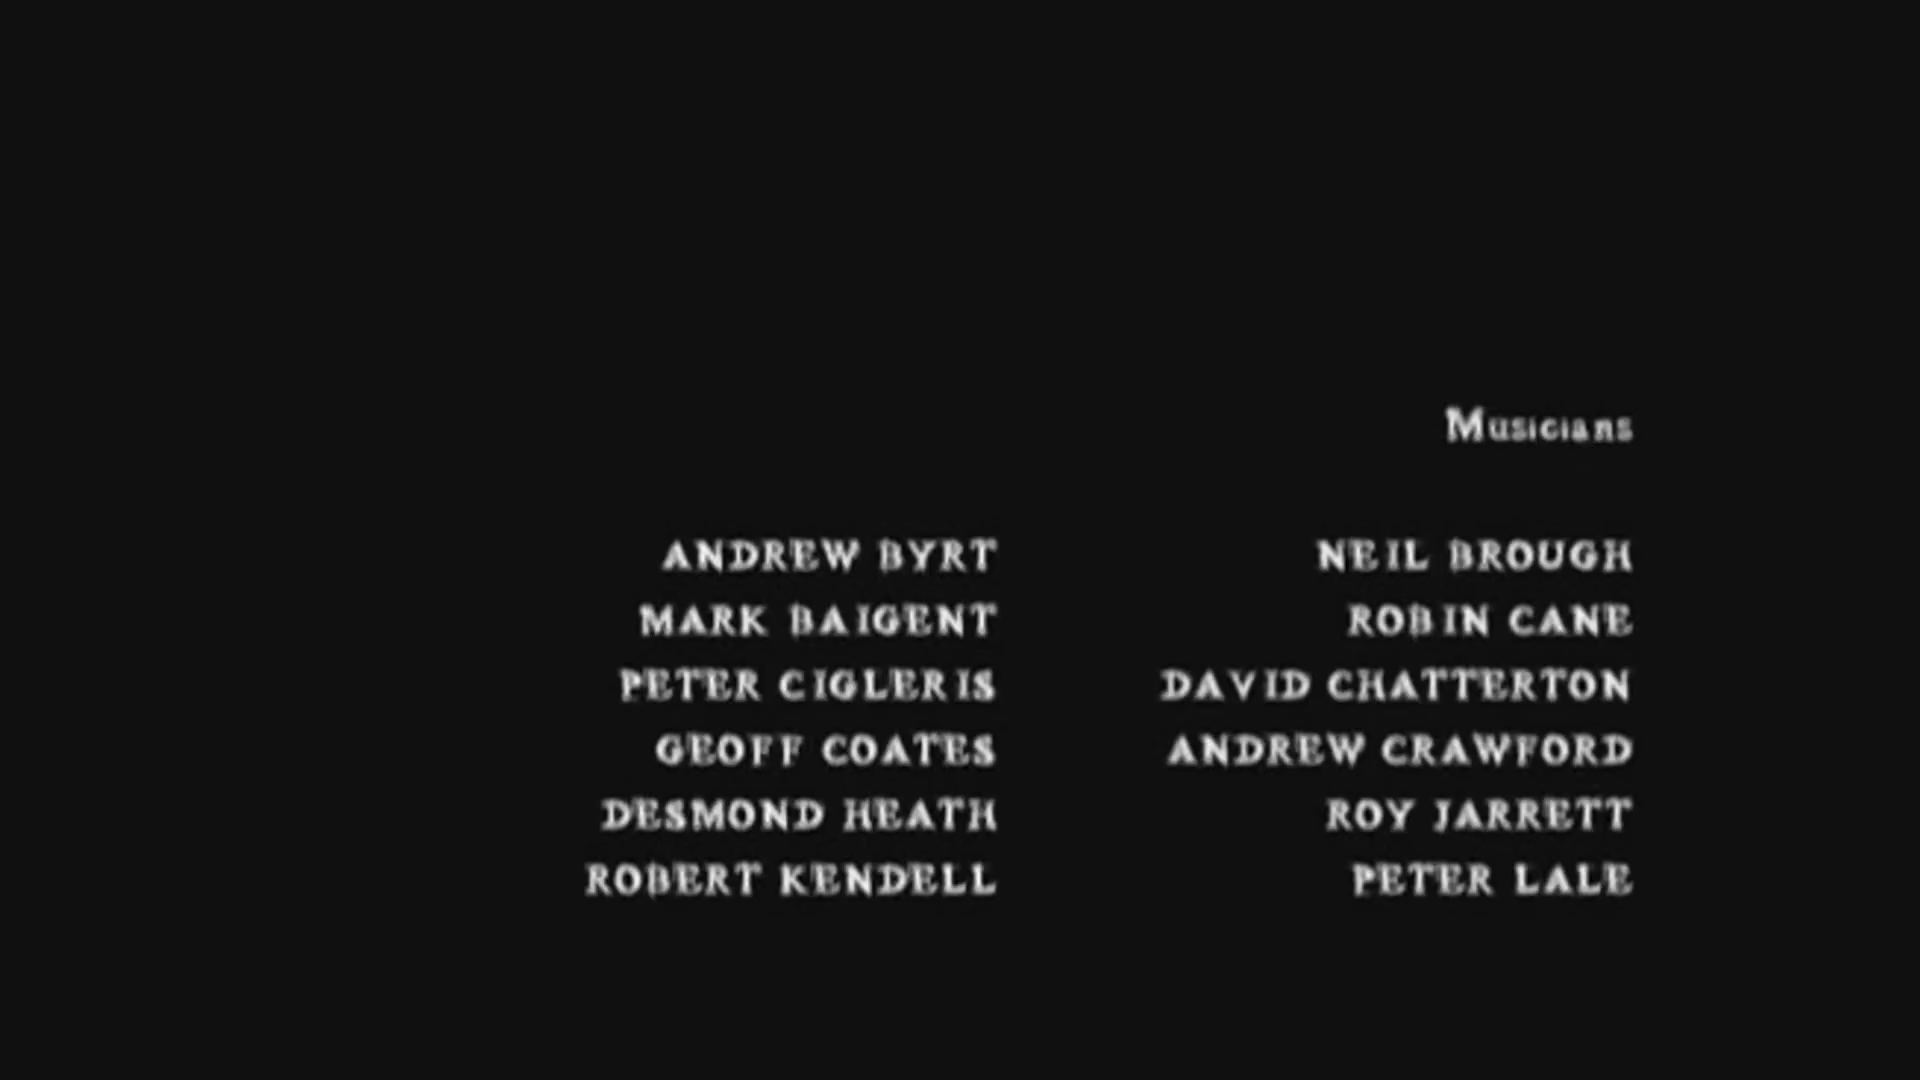 Musicians
ANDREW BYRT NEIL BROUGH
MARK BAIGENT ROBIN CANE
PETER CIGLERIS DAVID CHATTERTON
GEOFF COATES ANDREW CRAWFORD
DESMOND HEATH ROY JARRETT
ROBERT KENDELL PETER LALE